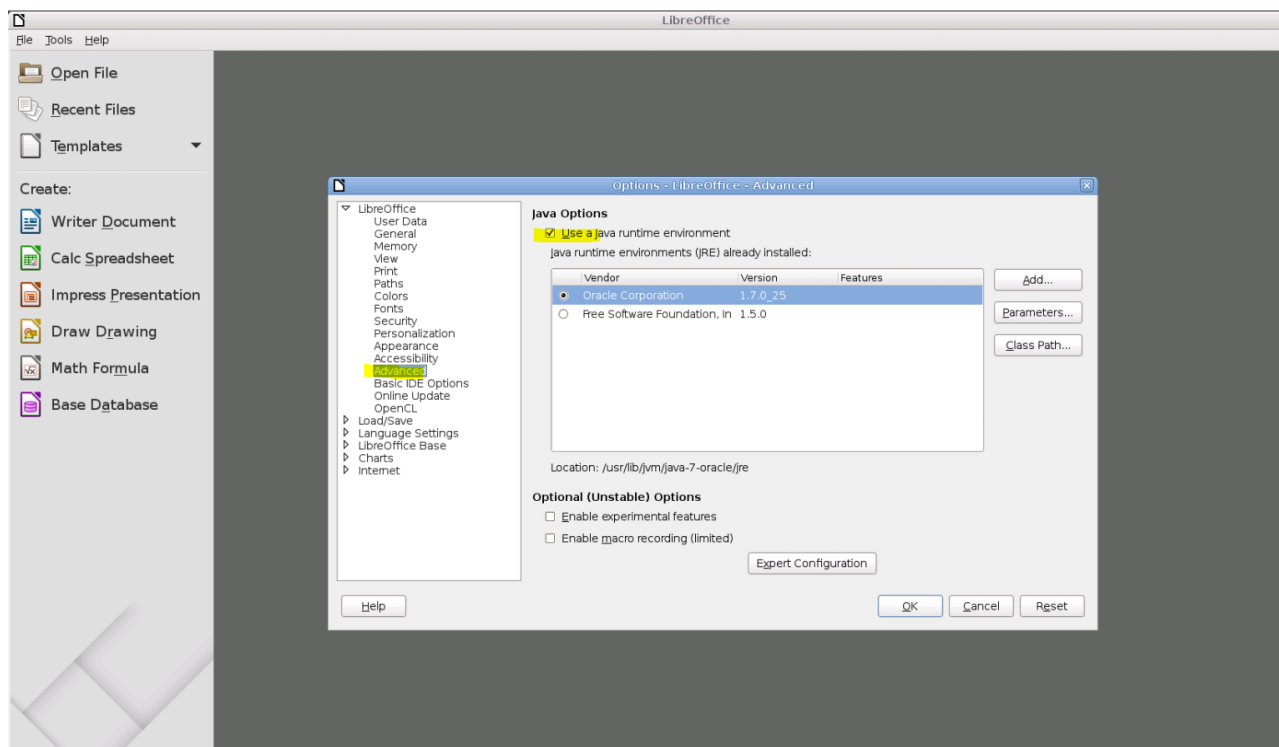 LibreOffice
File Tools Help
Open File
Recent Files
Templates
Create:
Writer Document
Calc Spreadsheet
Impress Presentation
Draw Drawing
Math Formula
Base Database
Options - LibreOffice - Advanced
LibreOffice
User Data
General
Memory
View
Print
Paths
Colors
Fonts
Security
Personalization
Appearance
Accessibility
Advanced
Basic IDE Options
Online Update
OpenCL
Load/Save
Language Settings
LibreOffice Base
Charts
Internet
Java Options
Use a Java runtime environment
Java runtime environments (JRE) already installed:
Vendor Version Features
Oracle Corporation 1.7.0_25
Free Software Foundation, In 1.5.0
Add...
Parameters...
Class Path...
Location: /usr/lib/jvm/java-7-oracle/jre
Optional (Unstable) Options
Enable experimental features
Enable macro recording (limited)
Expert Configuration
Help OK Cancel Reset